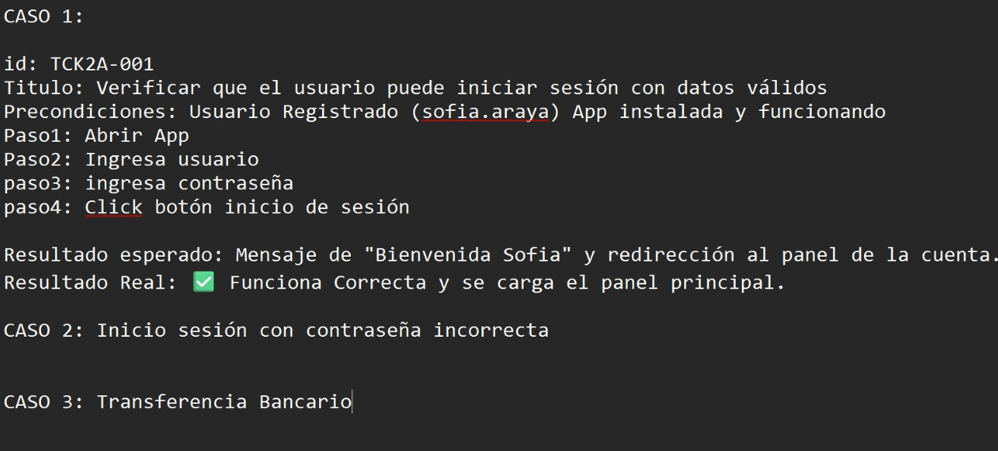 CASO 1:
id: TCK2A-001
Titulo: Verificar que el usuario puede iniciar sesión con datos válidos
Precondiciones: Usuario Registrado (sofia.araya) App instalada y funcionando
Paso1: Abrir App
Paso2: Ingresa usuario
paso3: ingresa contraseña
paso4: Click botón inicio de sesión
Resultado esperado: Mensaje de "Bienvenida Sofia" y redirección al panel de la cuenta.
Resultado Real: ✅ Funciona Correcta y se carga el panel principal.
CASO 2: Inicio sesión con contraseña incorrecta
CASO 3: Transferencia Bancario